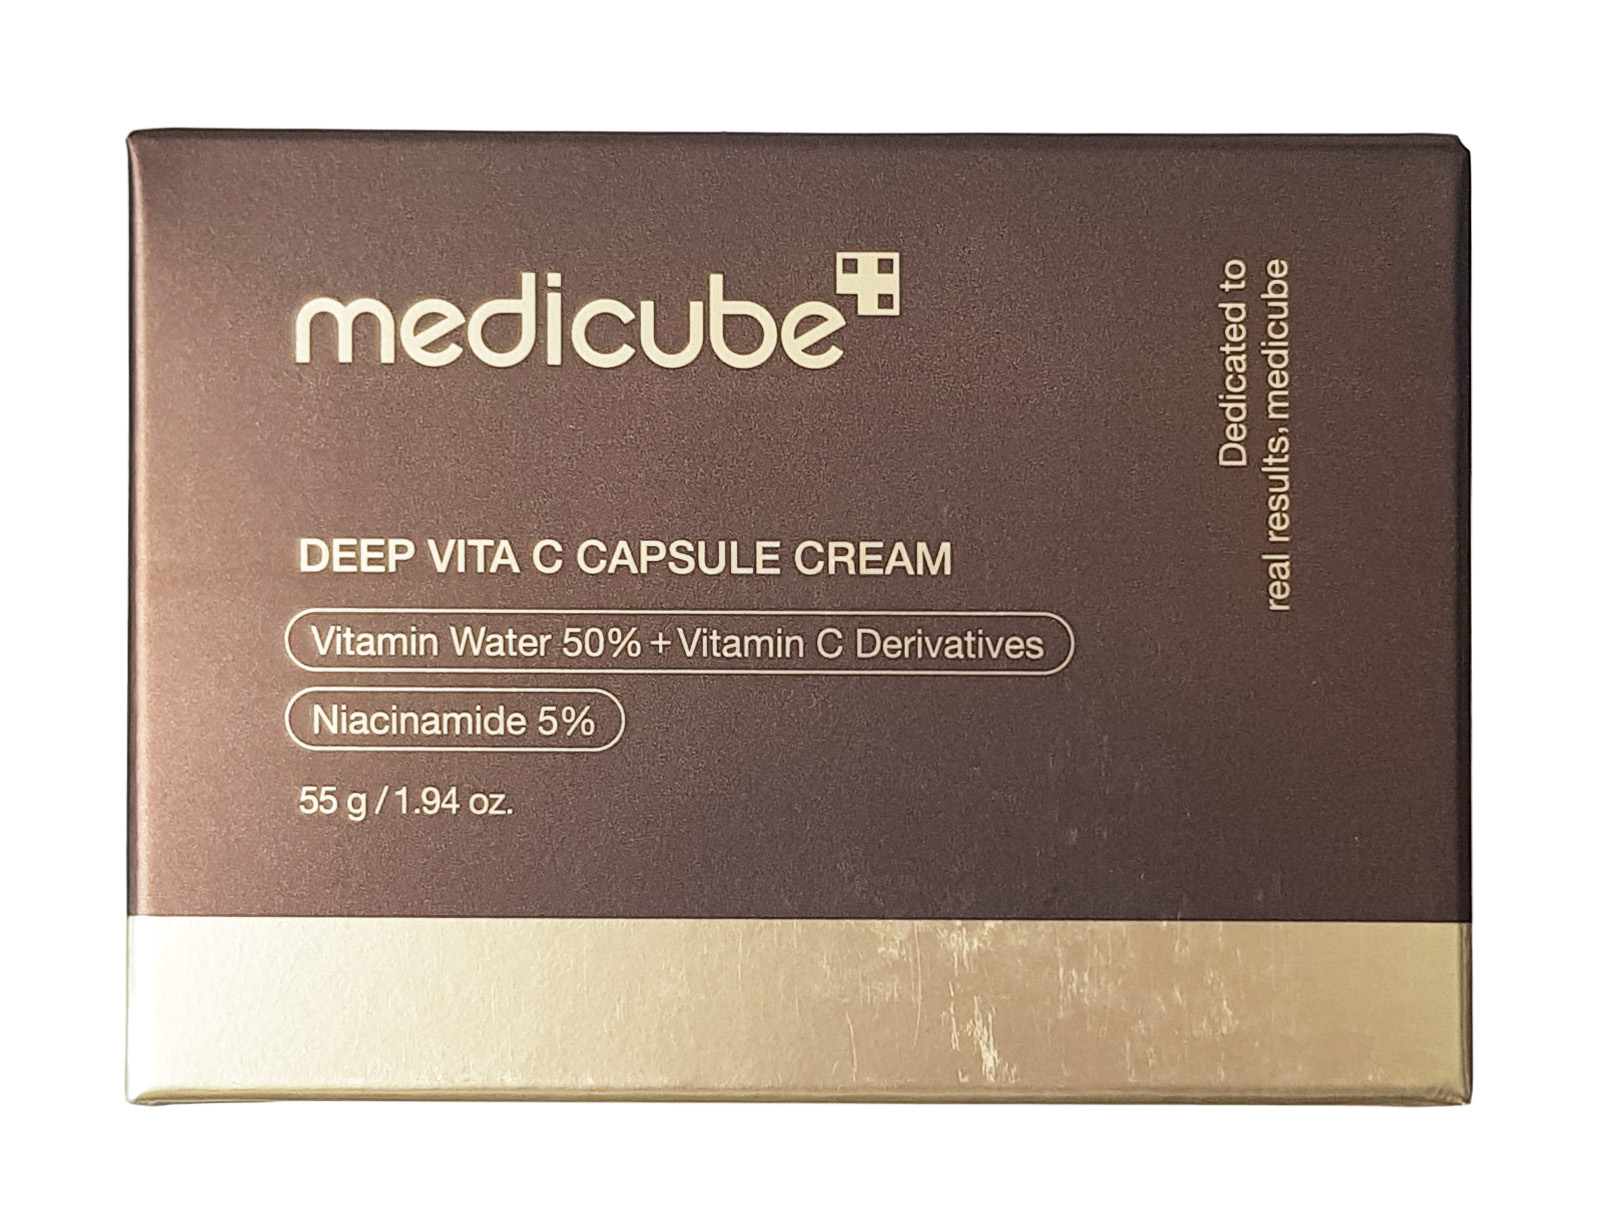 medicube
DEEP VITA C CAPSULE CREAM
Vitamin Water 50% + Vitamin C Derivatives
Niacinamide 5%
55 g / 1.94 oz.
Dedicated to
real results, medicube